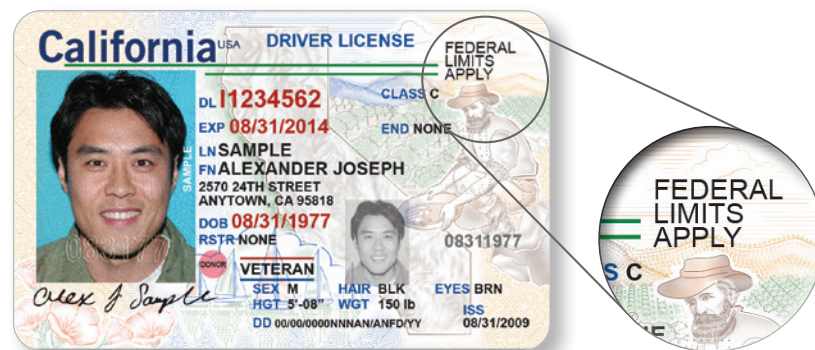 California USA DRIVER LICENSE
FEDERAL
LIMITS
APPLY
DL I1234562 CLASS C
EXP 08/31/2014 END NONE
LN SAMPLE
FN ALEXANDER JOSEPH
2570 24TH STREET
ANYTOWN, CA 95818
DOB 08/31/1977
RSTR NONE 08311977
SAMPLE
0831977
DONOR VETERAN
SEX M HAIR BLK EYES BRN
HGT 5'-08" WGT 150 lb ISS
DD 00/00/0000NNNAN/ANFD/YY 08/31/2009
Alex J Sample
FEDERAL
LIMITS
APPLY
S C